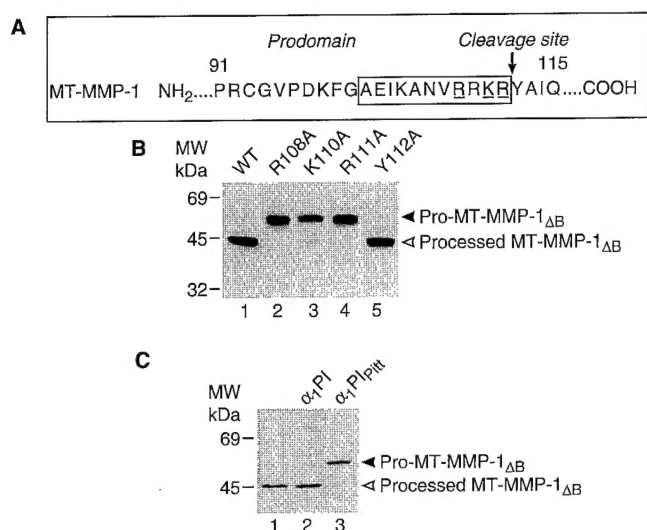 A
Prodomain
Cleavage site
91
115
MT-MMP-1 NH2....PRCGVPDKFGAEIKANVRRKRYAIQ....COOH
B
MW
kDa
WT
R108A
K110A
R111A
Y112A
69
45
32
Pro-MT-MMP-1ΔB
Processed MT-MMP-1ΔB
1 2 3 4 5
C
MW
kDa
α1PI
α1PIPitt
69
45
Pro-MT-MMP-1ΔB
Processed MT-MMP-1ΔB
1 2 3